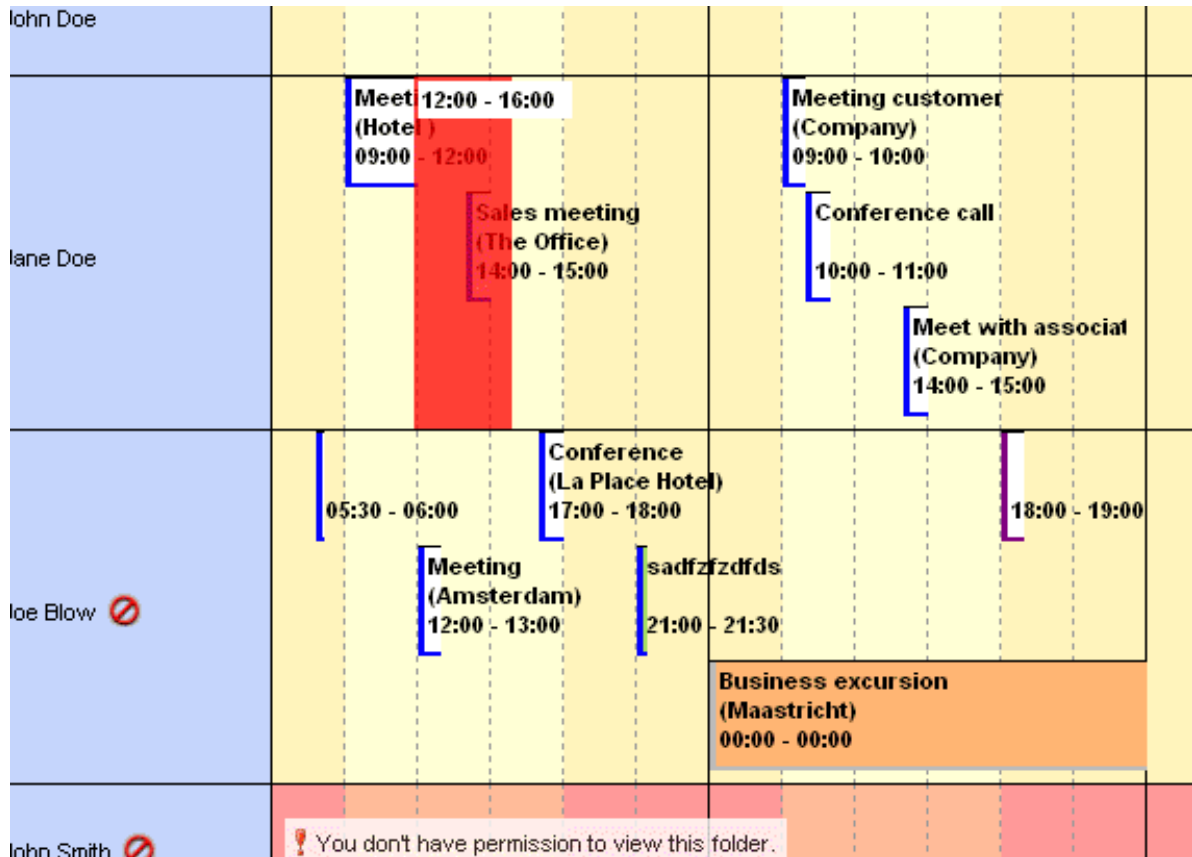 John Doe
Jane Doe
Meeti
(Hotel )
09:00 - 12:00
12:00 - 16:00
Sales meeting
(The Office)
14:00 - 15:00
Meeting customer
(Company)
09:00 - 10:00
Conference call
10:00 - 11:00
Meet with associat
(Company)
14:00 - 15:00
Joe Blow
05:30 - 06:00
Conference
(La Place Hotel)
17:00 - 18:00
18:00 - 19:00
Meeting
(Amsterdam)
12:00 - 13:00
sadfzfzdfds
21:00 - 21:30
Business excursion
(Maastricht)
00:00 - 00:00
John Smith
You don't have permission to view this folder.